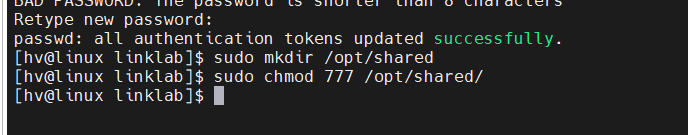 BAD PASSWORD: The password is shorter than 8 characters
Retype new password:
passwd: all authentication tokens updated successfully.
[hv@linux linklab]$ sudo mkdir /opt/shared
[hv@linux linklab]$ sudo chmod 777 /opt/shared/
[hv@linux linklab]$